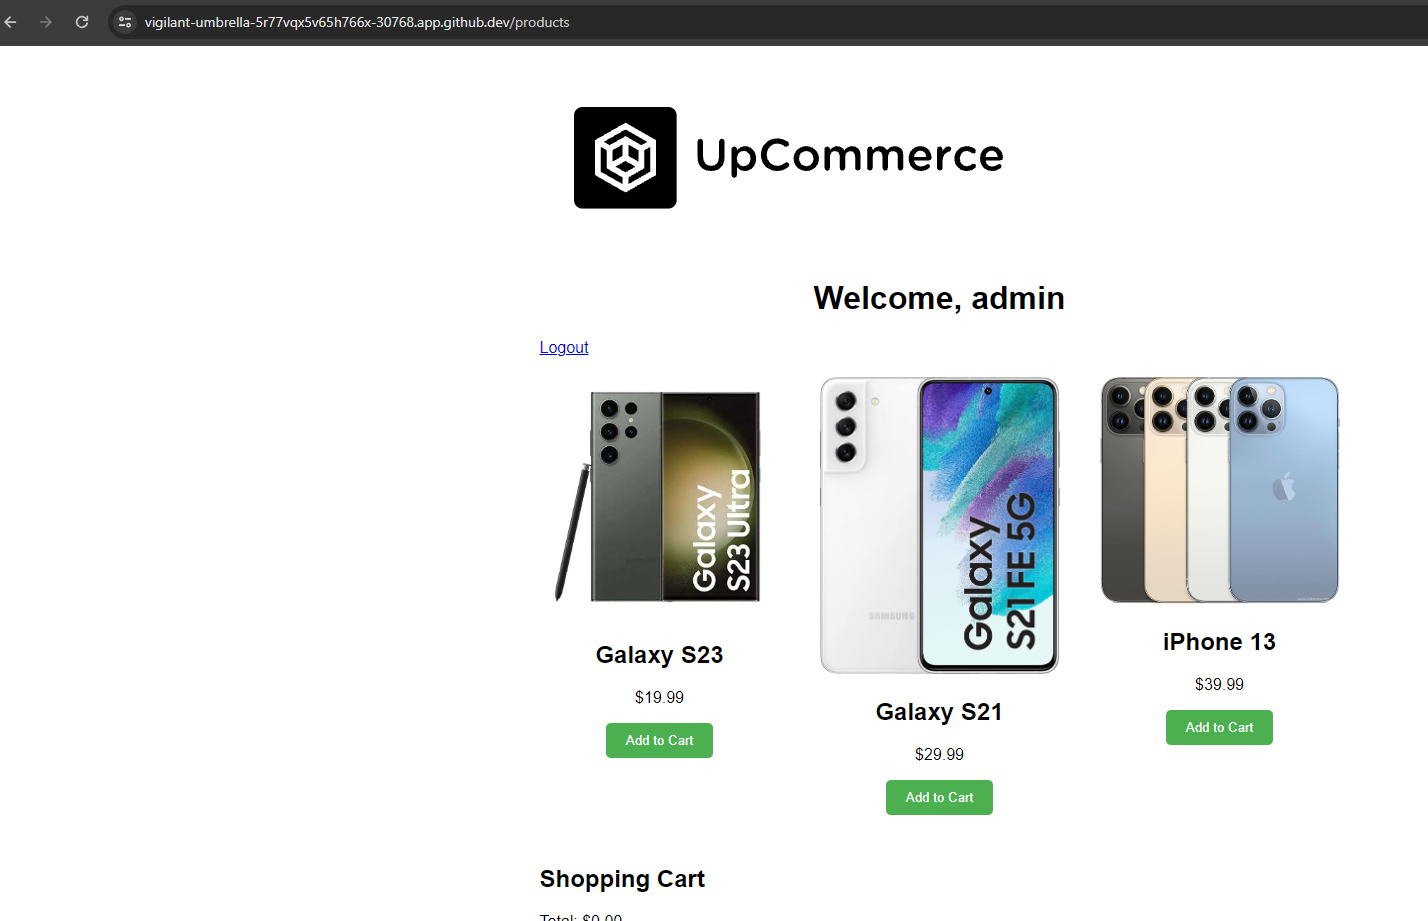 vigilant-umbrella-5r77vqx5v65h766x-30768.app.github.dev/products
UpCommerce
Welcome, admin
Logout
Galaxy
S23 Ultra
SAMSUNG
Galaxy
S21 FE 5G
Galaxy S23
$19.99
Add to Cart
Galaxy S21
$29.99
Add to Cart
iPhone 13
$39.99
Add to Cart
Shopping Cart
Total: $0.00